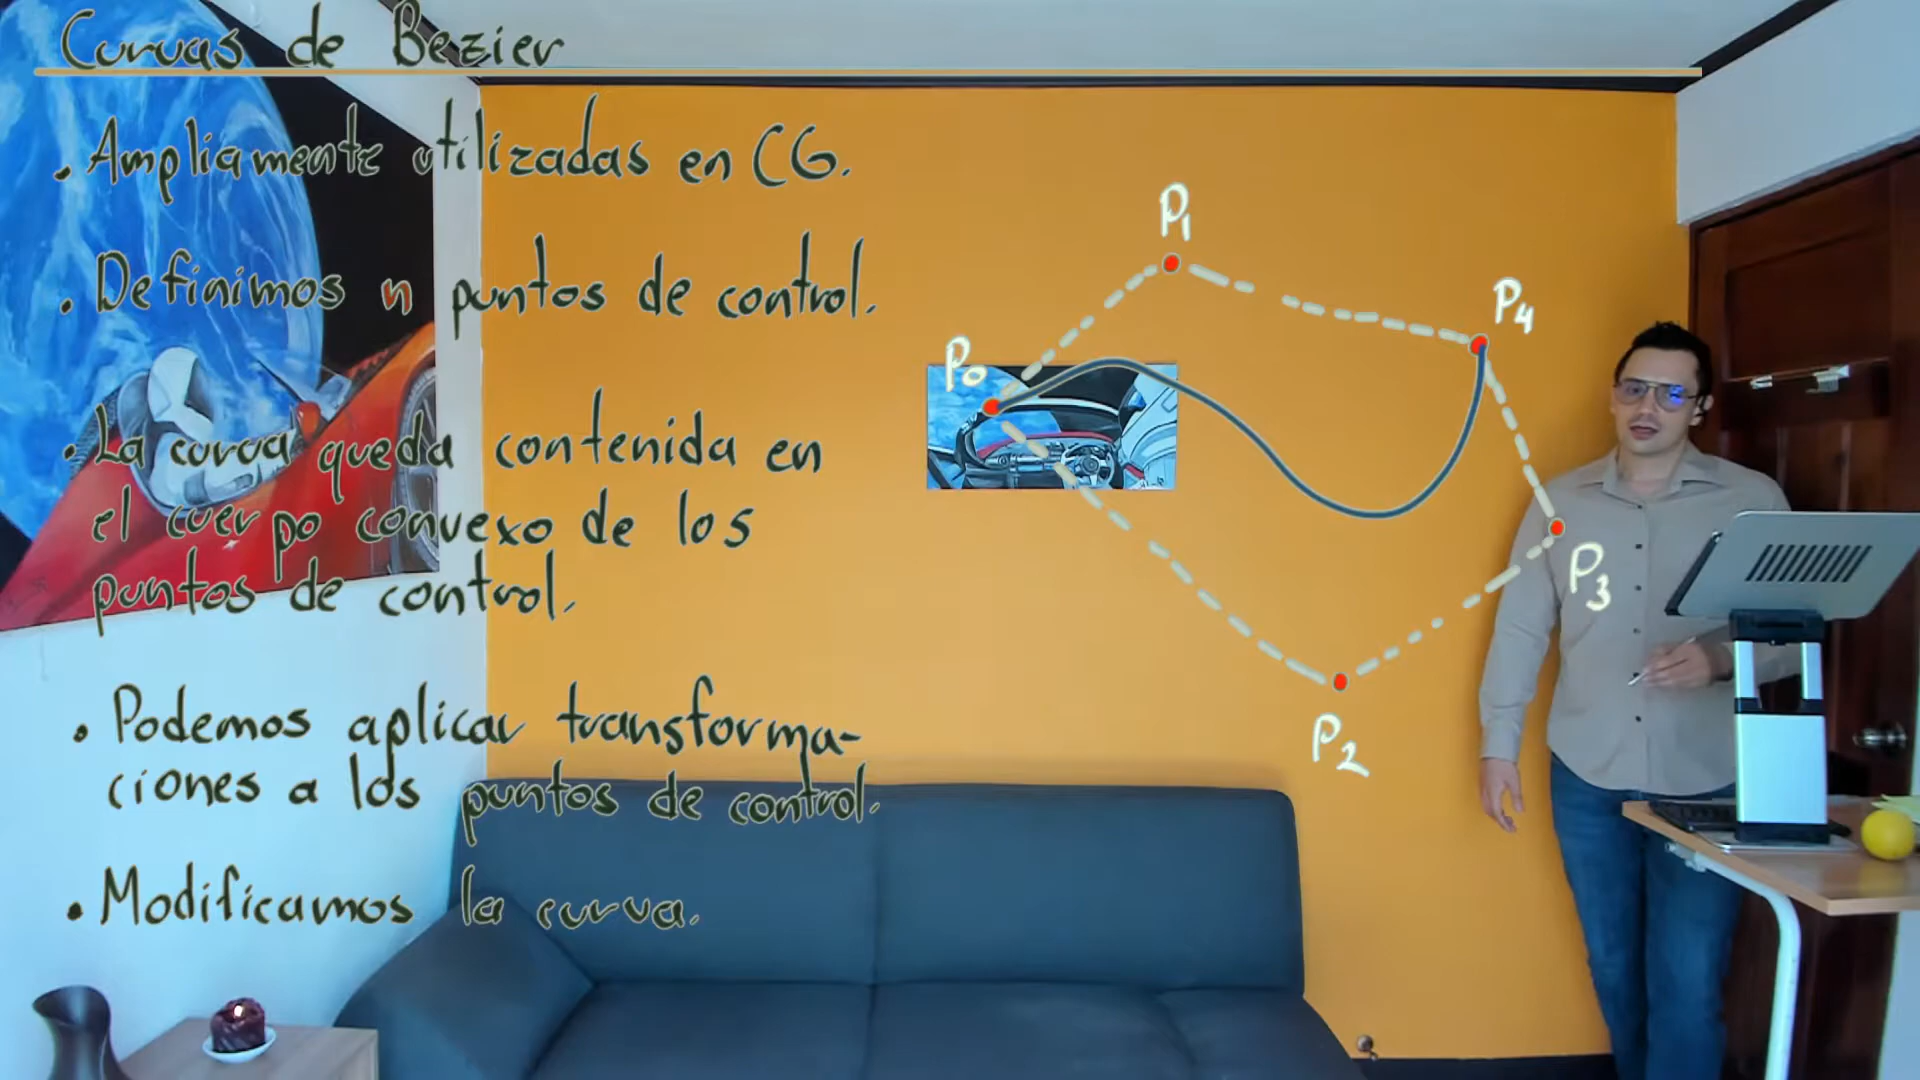 Curvas de Bezier
• Ampliamente utilizadas en CG.
• Definimos n puntos de control.
• La curva queda contenida en
el cuerpo convexo de los
puntos de control.
• Podemos aplicar transforma-
ciones a los puntos de control.
• Modificamos la curva.
P1
P4
P0
P3
P2